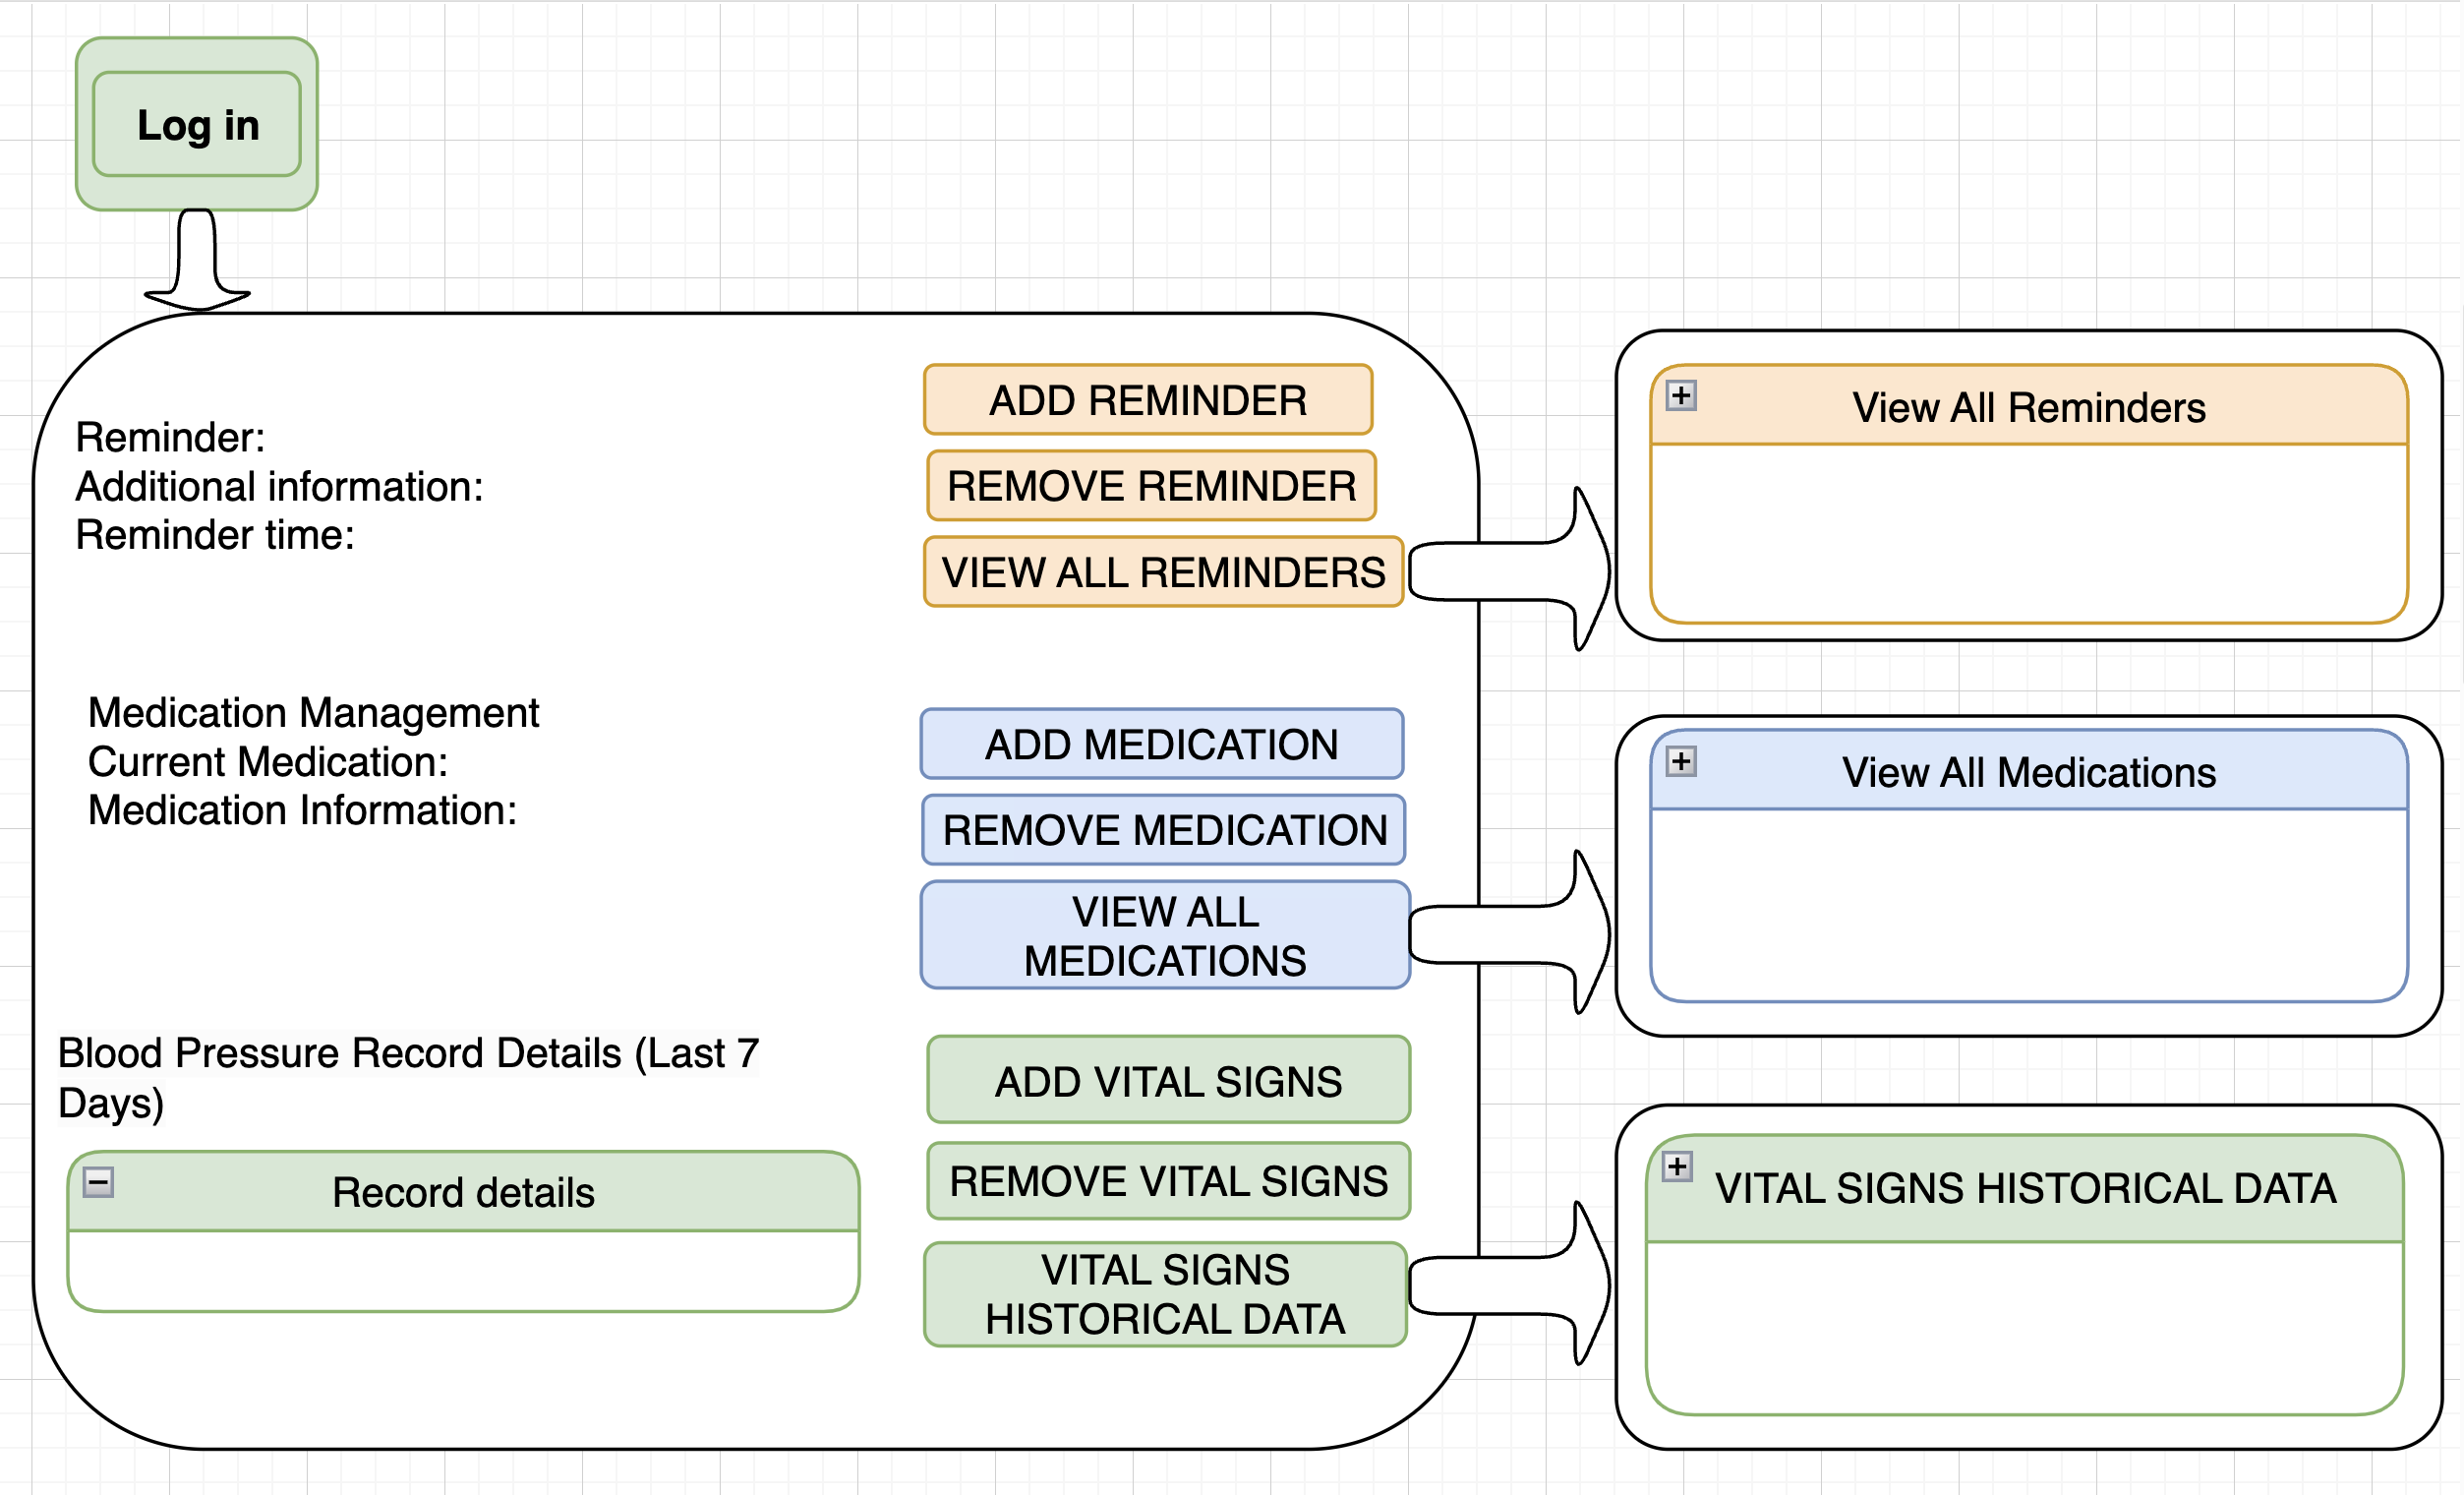 Log in
Reminder:
Additional information:
Reminder time:
ADD REMINDER
REMOVE REMINDER
VIEW ALL REMINDERS
View All Reminders
Medication Management
Current Medication:
Medication Information:
ADD MEDICATION
REMOVE MEDICATION
VIEW ALL
MEDICATIONS
View All Medications
Blood Pressure Record Details (Last 7
Days)
Record details
ADD VITAL SIGNS
REMOVE VITAL SIGNS
VITAL SIGNS
HISTORICAL DATA
VITAL SIGNS HISTORICAL DATA